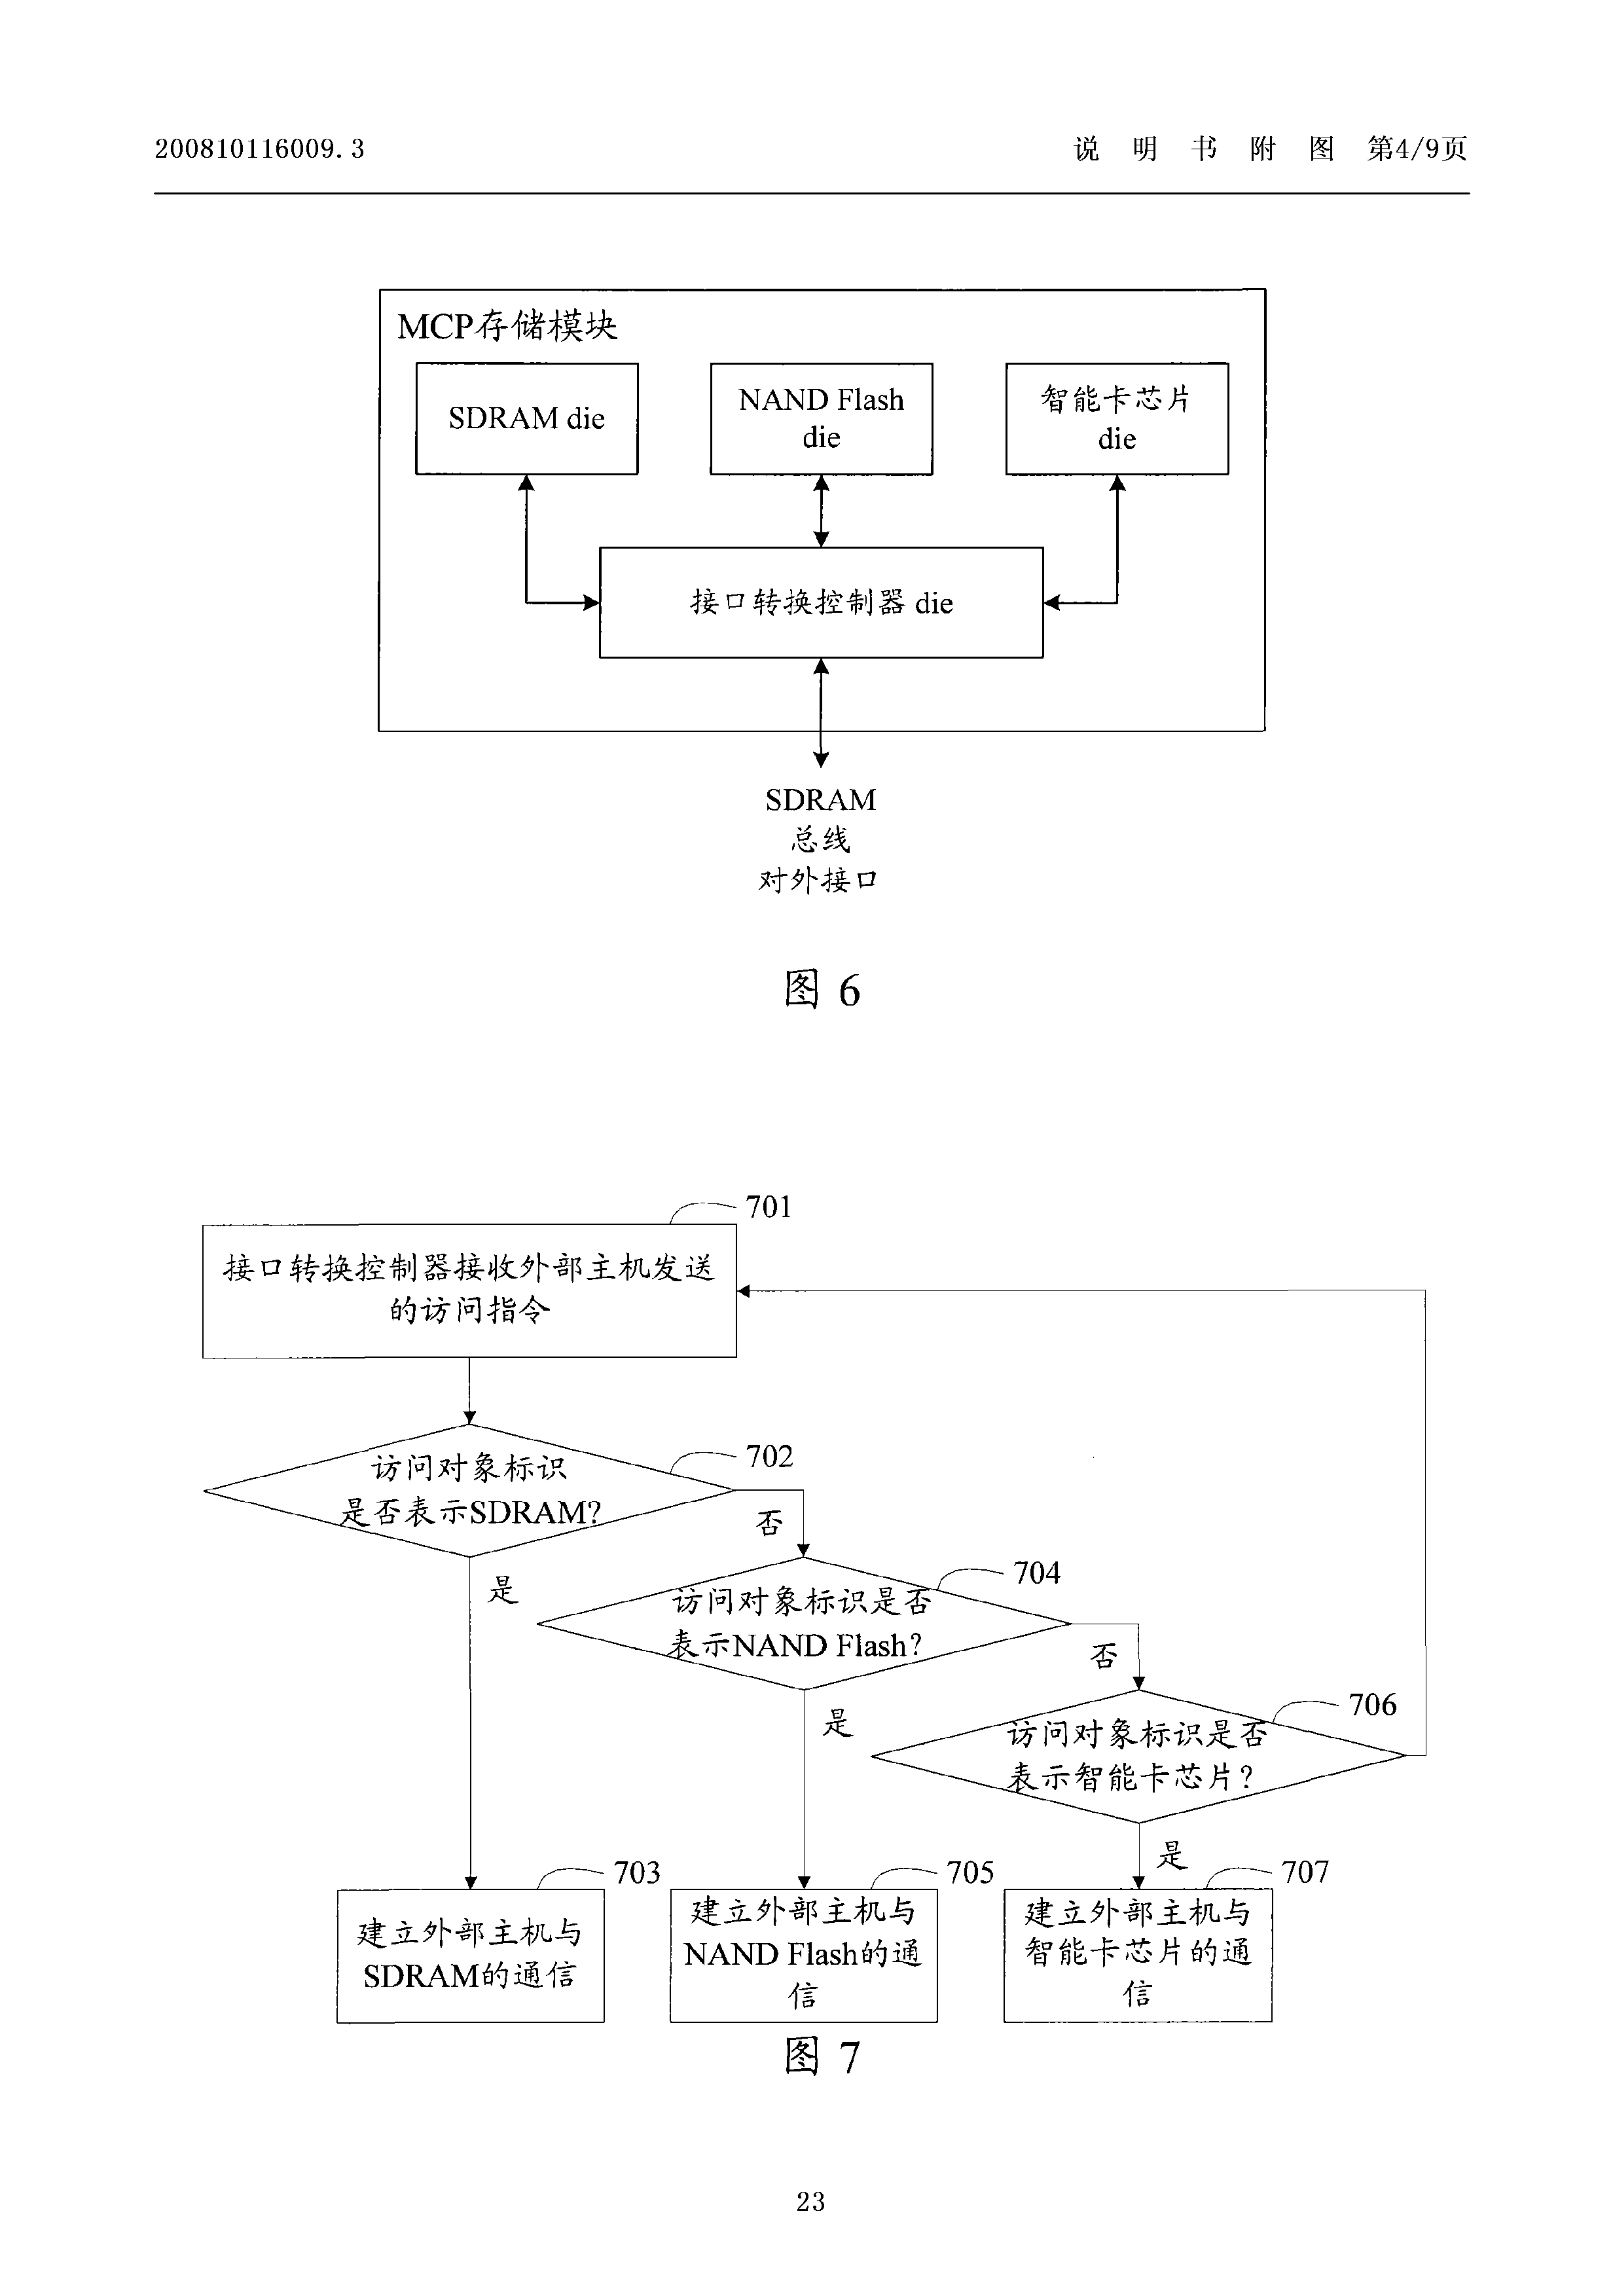 200810116009.3
说 明 书 附 图 第4/9页
MCP存储模块
SDRAM die
NAND Flash
die
智能卡芯片
die
接口转换控制器 die
SDRAM
总线
对外接口
图 6
701
接口转换控制器接收外部主机发送
的访问指令
702
访问对象标识
是否表示SDRAM?
否
是
704
访问对象标识是否
表示NAND Flash?
否
是
706
访问对象标识是否
表示智能卡芯片?
是
703
建立外部主机与
SDRAM的通信
705
建立外部主机与
NAND Flash的通
信
707
建立外部主机与
智能卡芯片的通
信
图 7
23